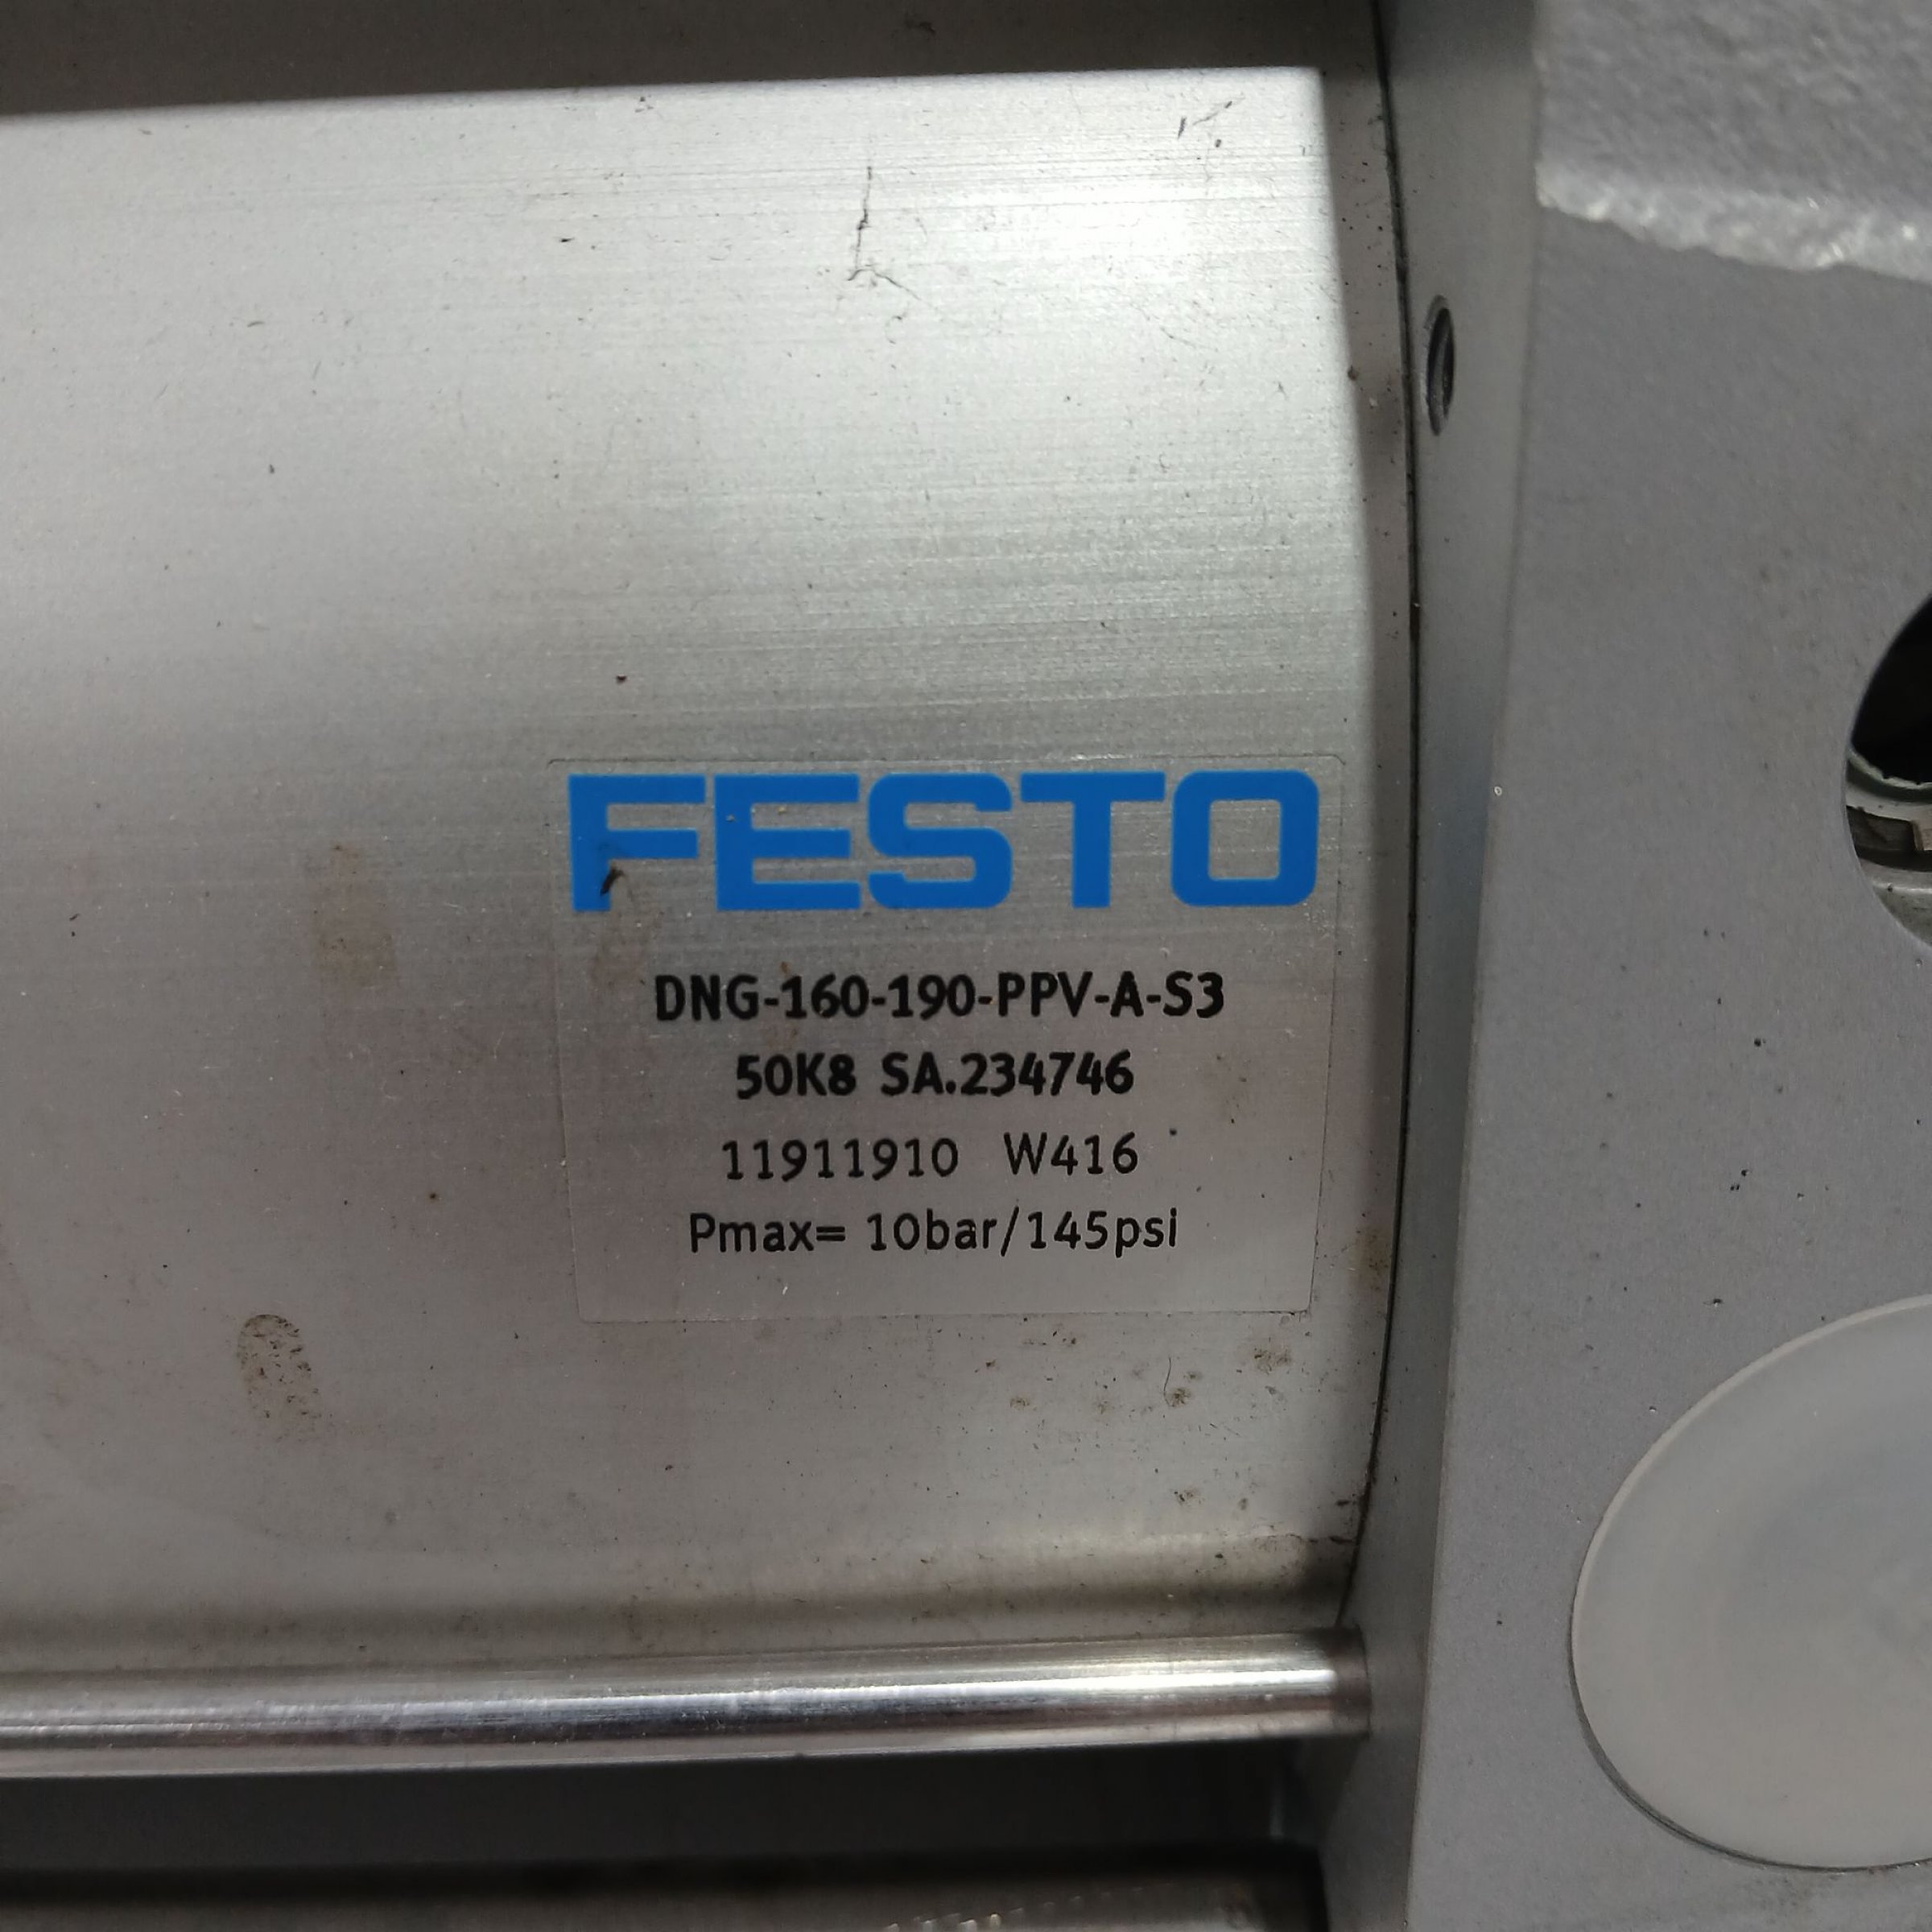 FESTO
DNG-160-190-PPV-A-S3
50K8 SA.234746
11911910 W416
Pmax= 10bar/145psi